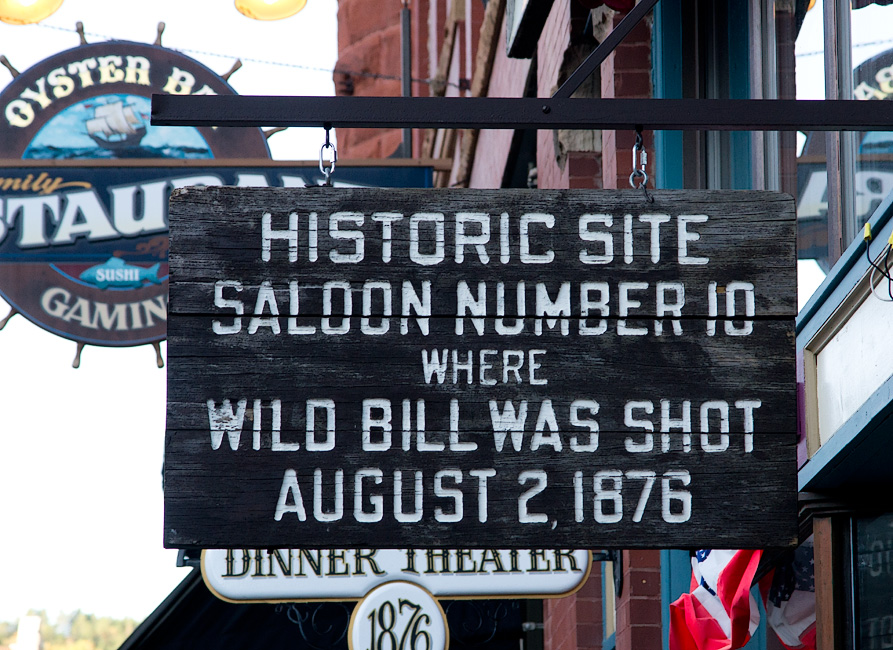 OYSTER
SUSHI
HISTORIC SITE
SALOON NUMBER 10
WHERE
WILD BILL WAS SHOT
AUGUST 2, 1876
DINNER THEATER
1876